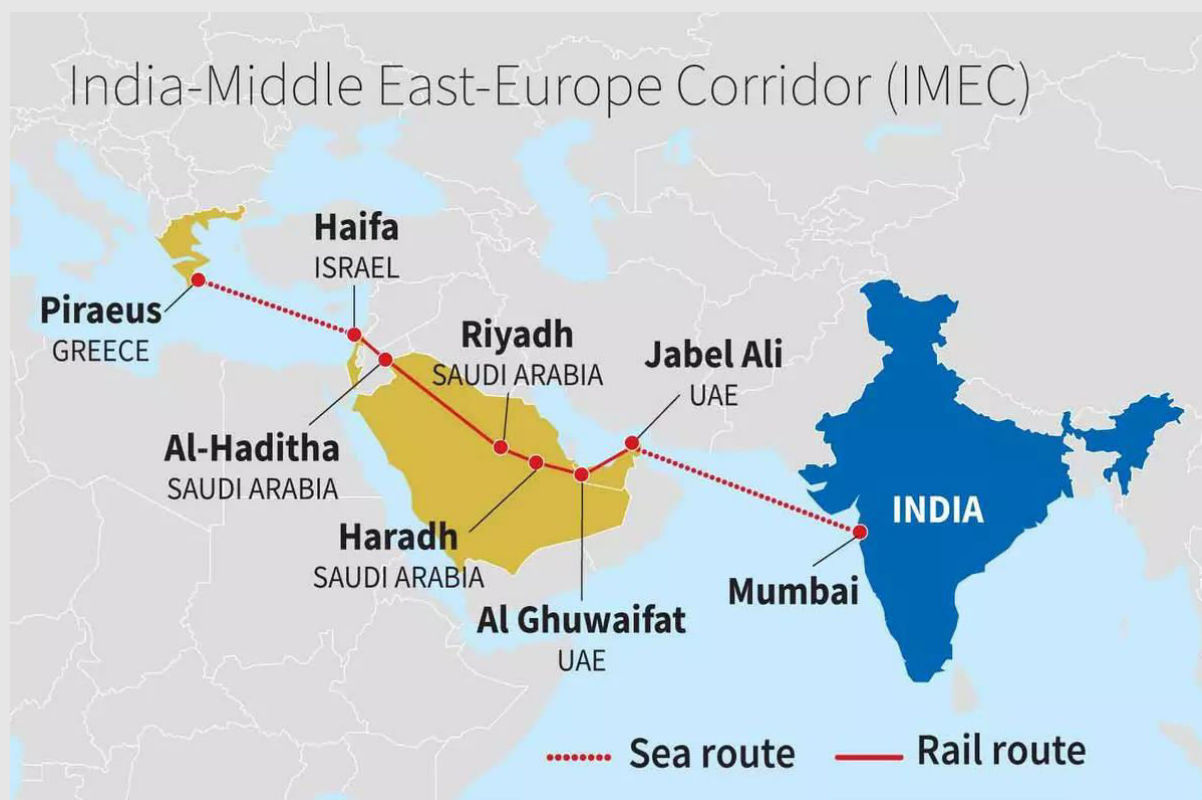 India-Middle East-Europe Corridor (IMEC)
Haifa
ISRAEL
Piraeus
GREECE
Riyadh
SAUDI ARABIA
Jabel Ali
UAE
Al-Haditha
SAUDI ARABIA
INDIA
Haradh
SAUDI ARABIA
Mumbai
Al Ghuwaifat
UAE
Sea route
Rail route